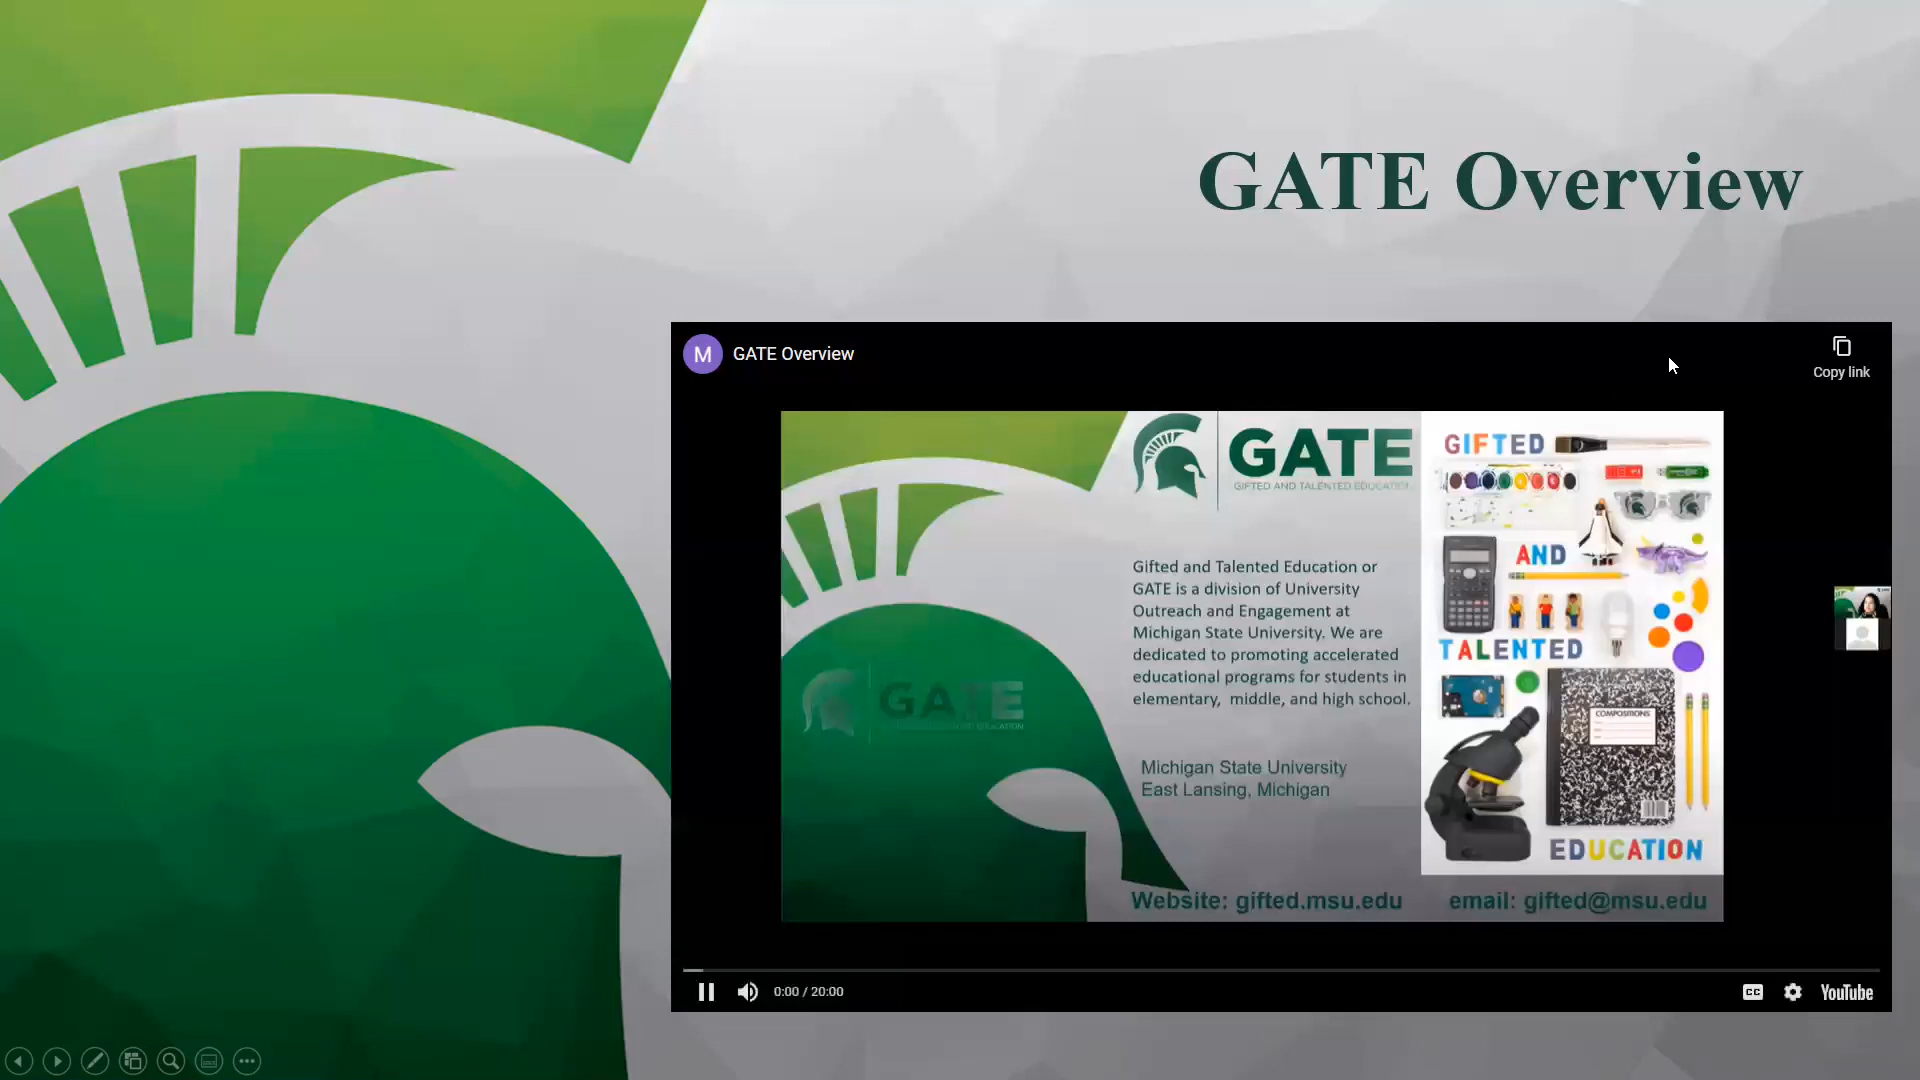 GATE Overview
M
GATE Overview
Copy link
GATE
GIFTED AND TALENTED EDUCATION
Gifted and Talented Education or
GATE is a division of University
Outreach and Engagement at
Michigan State University. We are
dedicated to promoting accelerated
educational programs for students in
elementary, middle, and high school.
Michigan State University
East Lansing, Michigan
GATE
GIFTED
AND
TALENTED
COMPOSITIONS
EDUCATION
Website: gifted.msu.edu
email: gifted@msu.edu
0:00 / 20:00
CC
YouTube